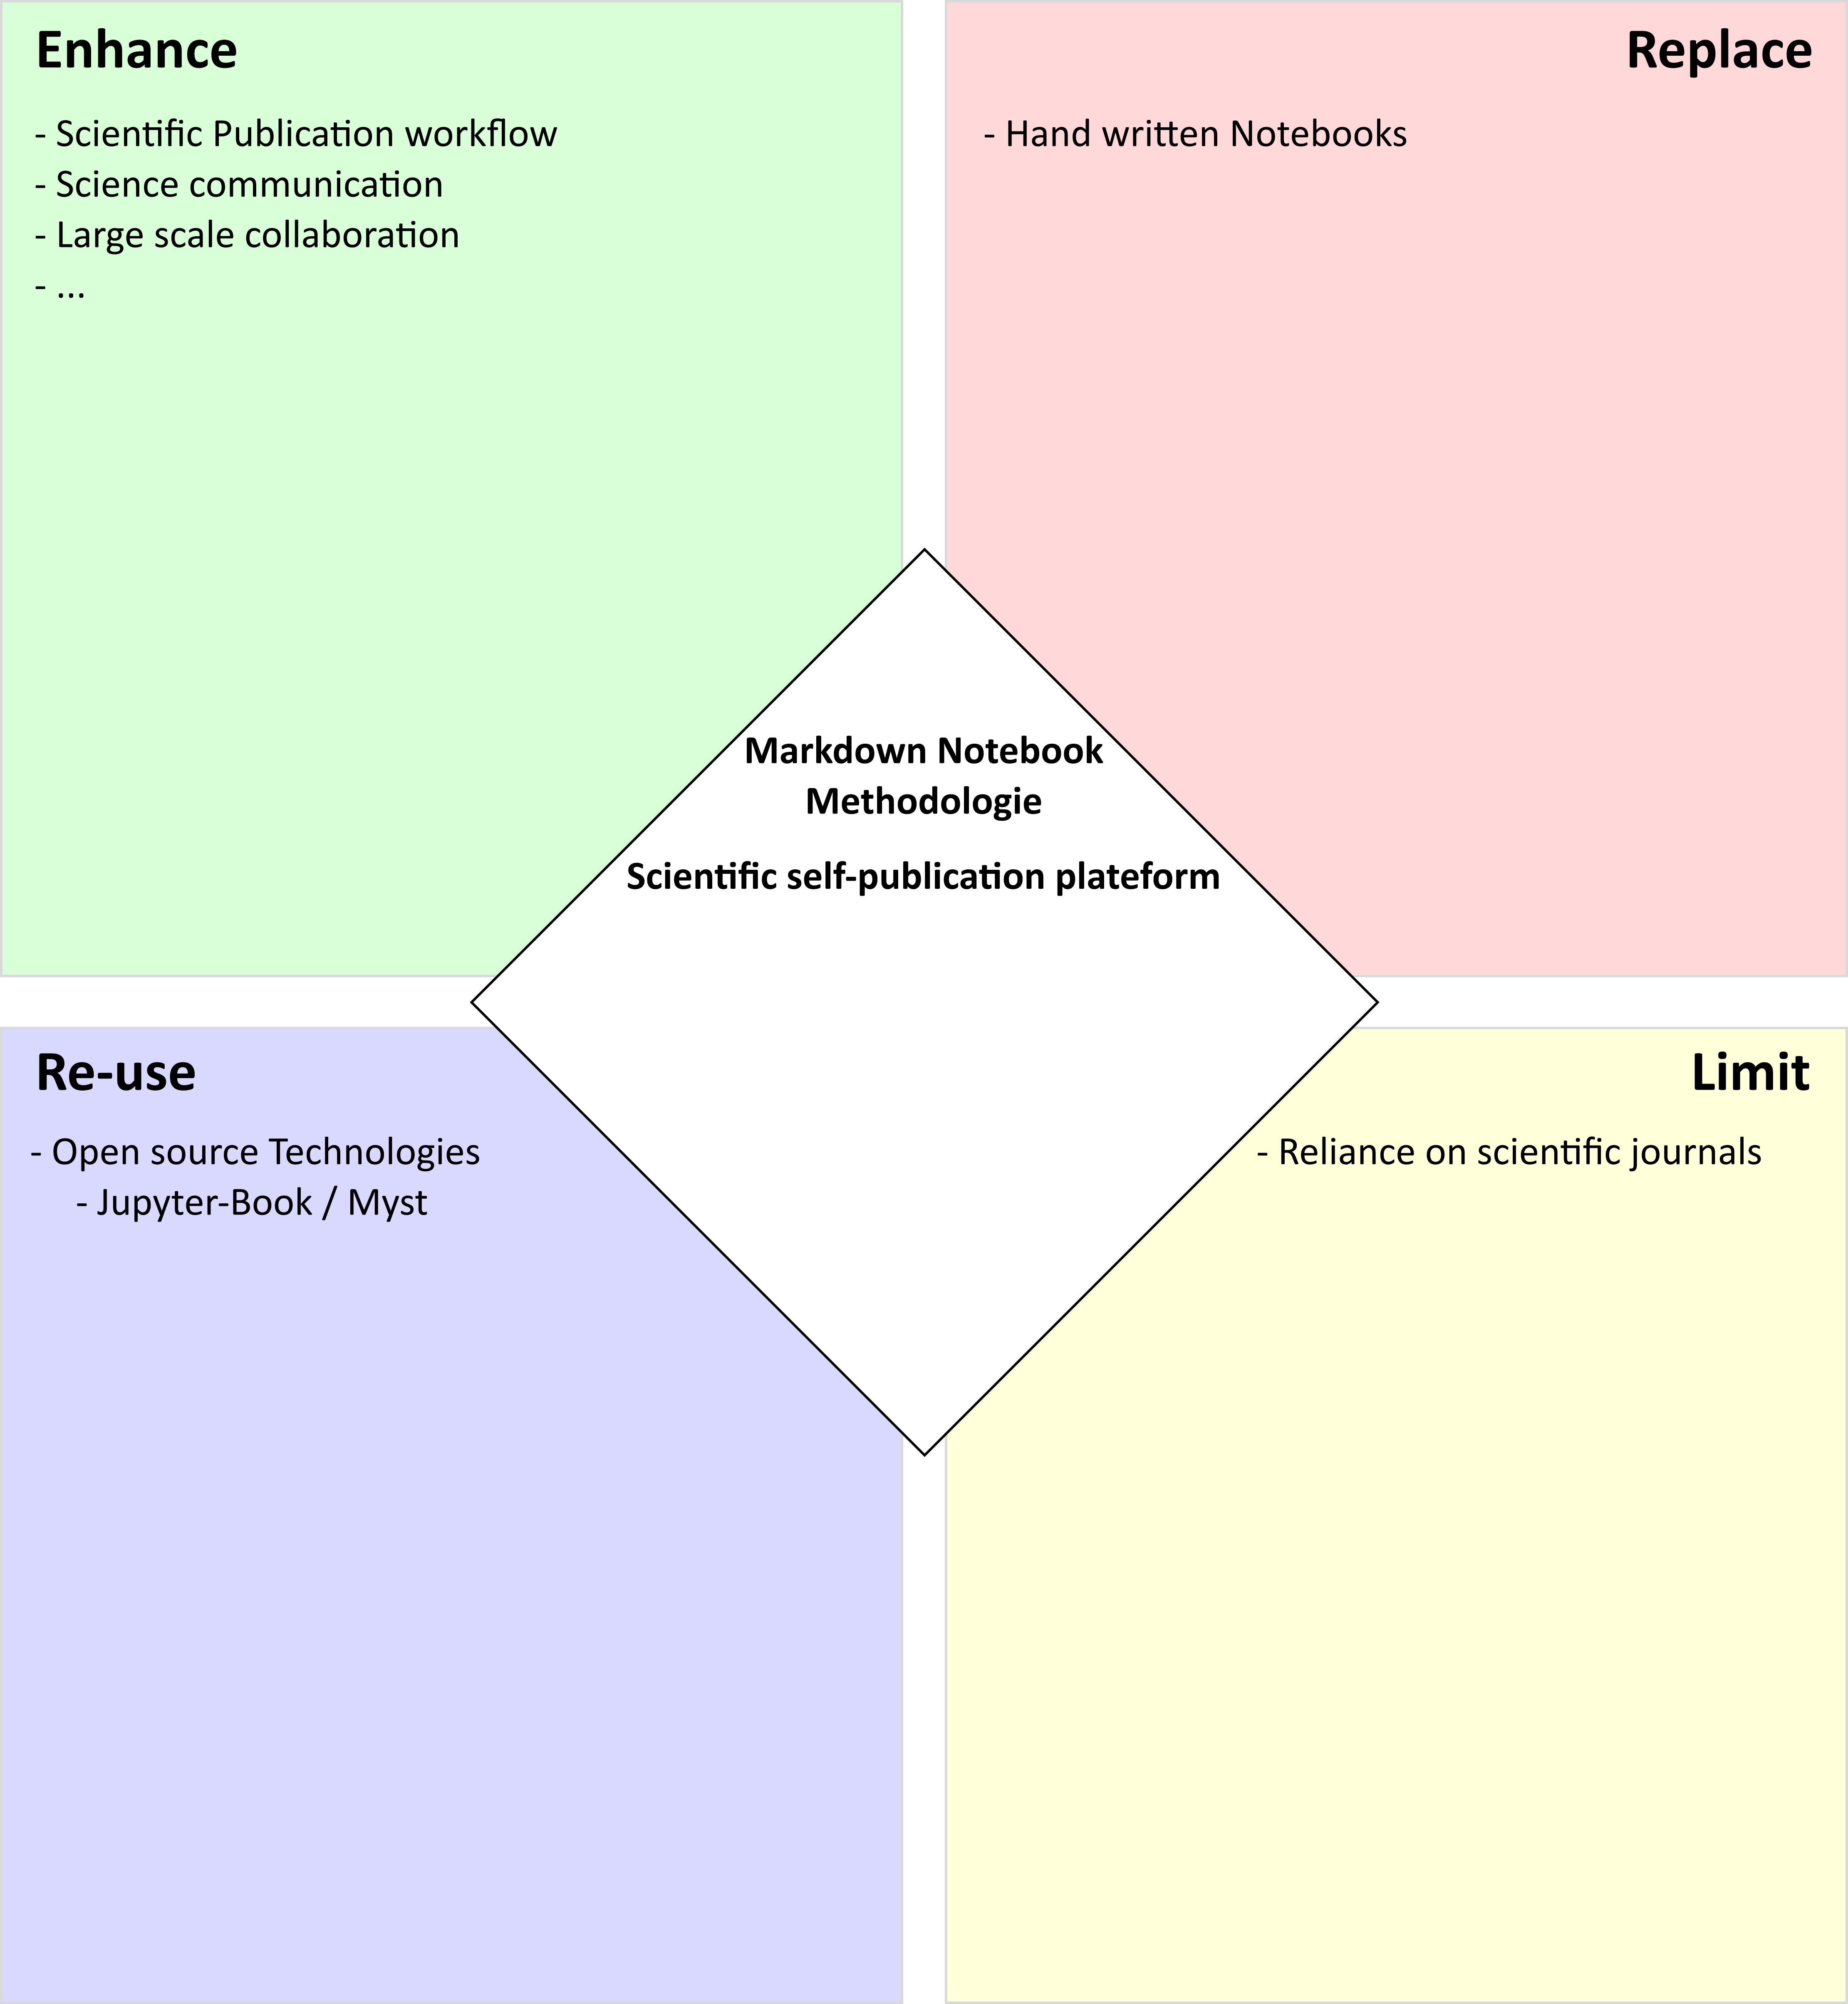 Enhance
- Scientific Publication workflow
- Science communication
- Large scale collaboration
- ...
Replace
- Hand written Notebooks
Markdown Notebook
Methodologie
Scientific self-publication plateform
Re-use
- Open source Technologies
- Jupyter-Book / Myst
Limit
- Reliance on scientific journals